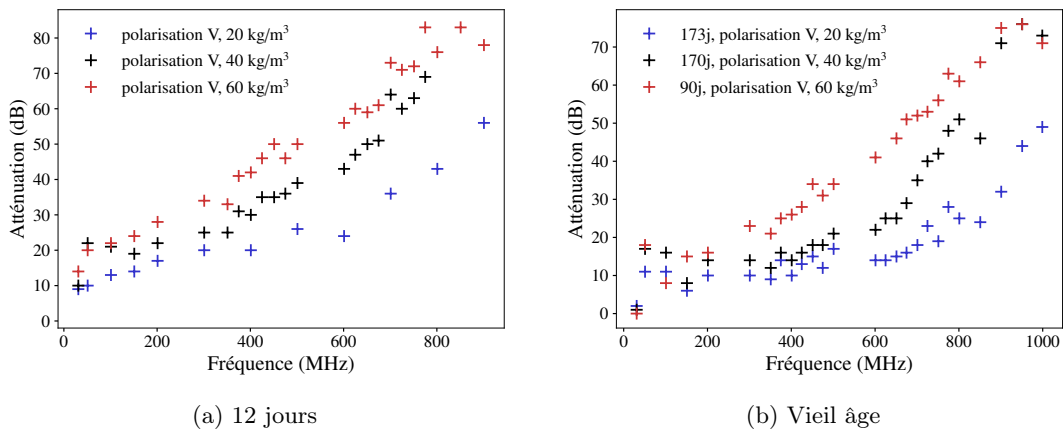 80
70
60
50
40
30
20
10
0
Atténuation (dB)
polarisation V, 20 kg/m³
polarisation V, 40 kg/m³
polarisation V, 60 kg/m³
0 200 400 600 800
Fréquence (MHz)
(a) 12 jours
70
60
50
40
30
20
10
0
Atténuation (dB)
173j, polarisation V, 20 kg/m³
170j, polarisation V, 40 kg/m³
90j, polarisation V, 60 kg/m³
0 200 400 600 800 1000
Fréquence (MHz)
(b) Vieil âge